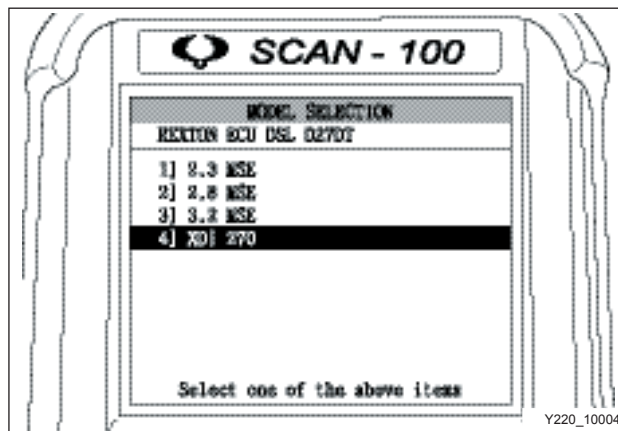 SCAN - 100
MODEL SELECTION
REXTON ECU DSL D27DT
1] 2.3 MSE
2] 2.8 MSE
3] 3.2 MSE
4] XDi 270
Select one of the above items
Y220_10004